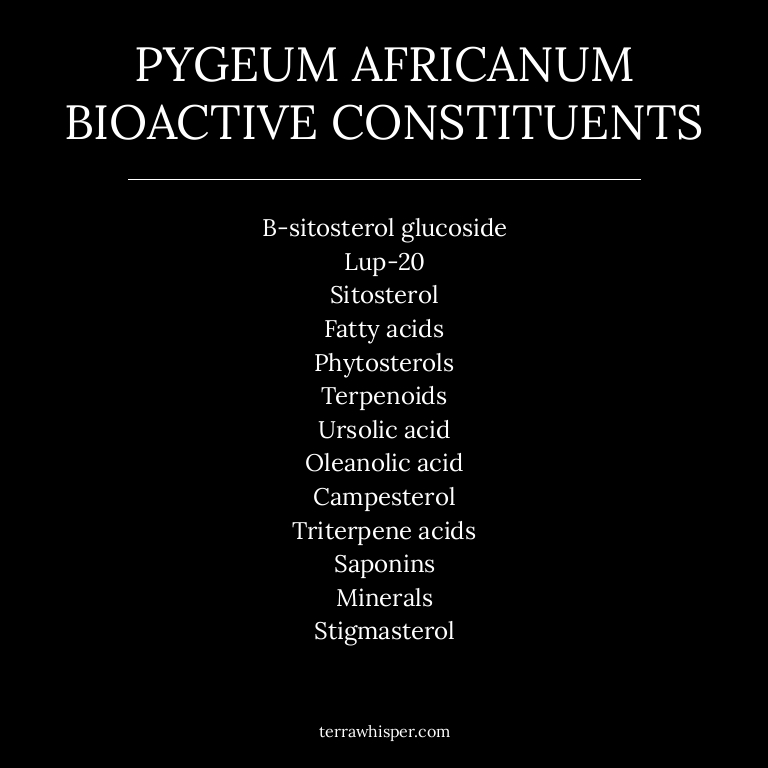 PYGEUM AFRICANUM
BIOACTIVE CONSTITUENTS
B-sitosterol glucoside
Lup-20
Sitosterol
Fatty acids
Phytosterols
Terpenoids
Ursolic acid
Oleanolic acid
Campesterol
Triterpene acids
Saponins
Minerals
Stigmasterol
terrawhisper.com